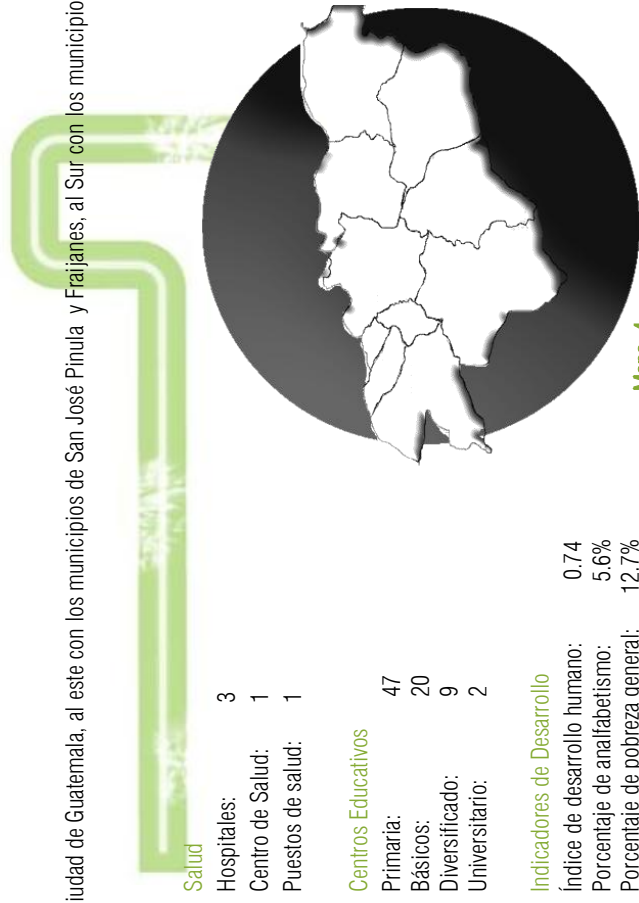 iudad de Guatemala, al este con los municipios de San José Pinula y Fraijanes, al Sur con los municipio
Salud
Hospitales: 3
Centro de Salud: 1
Puestos de salud: 1
Centros Educativos
Primaria: 47
Básicos: 20
Diversificado: 9
Universitario: 2
Indicadores de Desarrollo
Índice de desarrollo humano: 0.74
Porcentaje de analfabetismo: 5.6%
Porcentaje de pobreza general: 12.7%